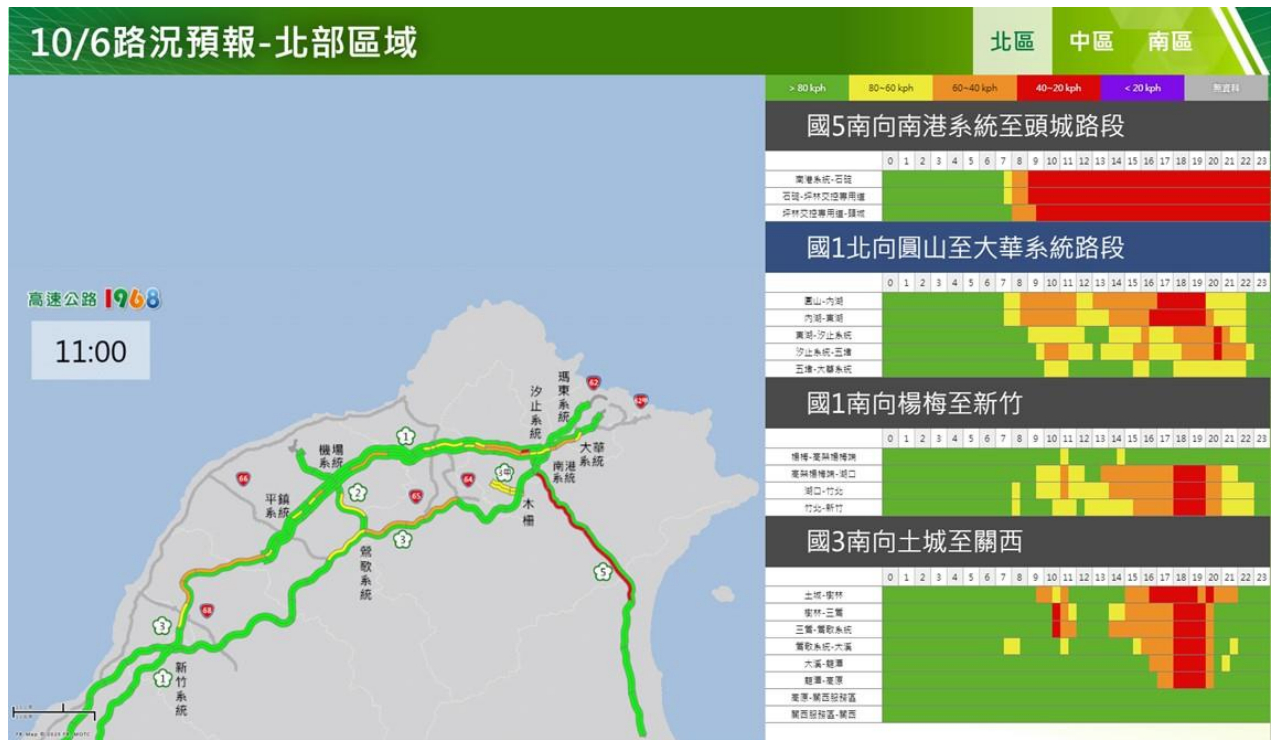 10/6路況預報-北部區域
北區 中區 南區
> 80 kph 80~60 kph 60~40 kph 40~20 kph < 20 kph 無資料
國5南向南港系統至頭城路段
0 1 2 3 4 5 6 7 8 9 10 11 12 13 14 15 16 17 18 19 20 21 22 23
南港系統-石碇
石碇-坪林交控專用道
坪林交控專用道-頭城
國1北向圓山至大華系統路段
0 1 2 3 4 5 6 7 8 9 10 11 12 13 14 15 16 17 18 19 20 21 22 23
圓山-內湖
內湖-東湖
東湖-汐止系統
汐止系統-五堵
五堵-大華系統
國1南向楊梅至新竹
0 1 2 3 4 5 6 7 8 9 10 11 12 13 14 15 16 17 18 19 20 21 22 23
楊梅-高架楊梅端
高架楊梅端-湖口
湖口-竹北
竹北-新竹
國3南向土城至關西
0 1 2 3 4 5 6 7 8 9 10 11 12 13 14 15 16 17 18 19 20 21 22 23
土城-樹林
樹林-三鶯
三鶯-鶯歌系統
鶯歌系統-大溪
大溪-龍潭
龍潭-高原
高原-關西服務區
關西服務區-關西
高速公路1968
11:00
瑪東系統
62
汐止系統
62甲
1
大華系統
機場系統
南港系統
3甲
66
64
2
65
平鎮系統
木柵
3
鶯歌系統
5
68
3
新竹系統
1